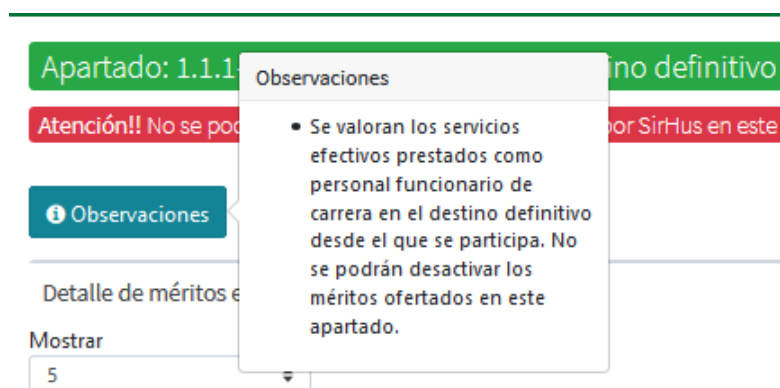 Apartado: 1.1.1
ino definitivo
Observaciones
Atención!! No se
por SirHus en este
• Se valoran los servicios
efectivos prestados como
personal funcionario de
carrera en el destino definitivo
desde el que se participa. No
se podrán desactivar los
méritos ofertados en este
apartado.
Observaciones
Detalle de méritos
Mostrar
5